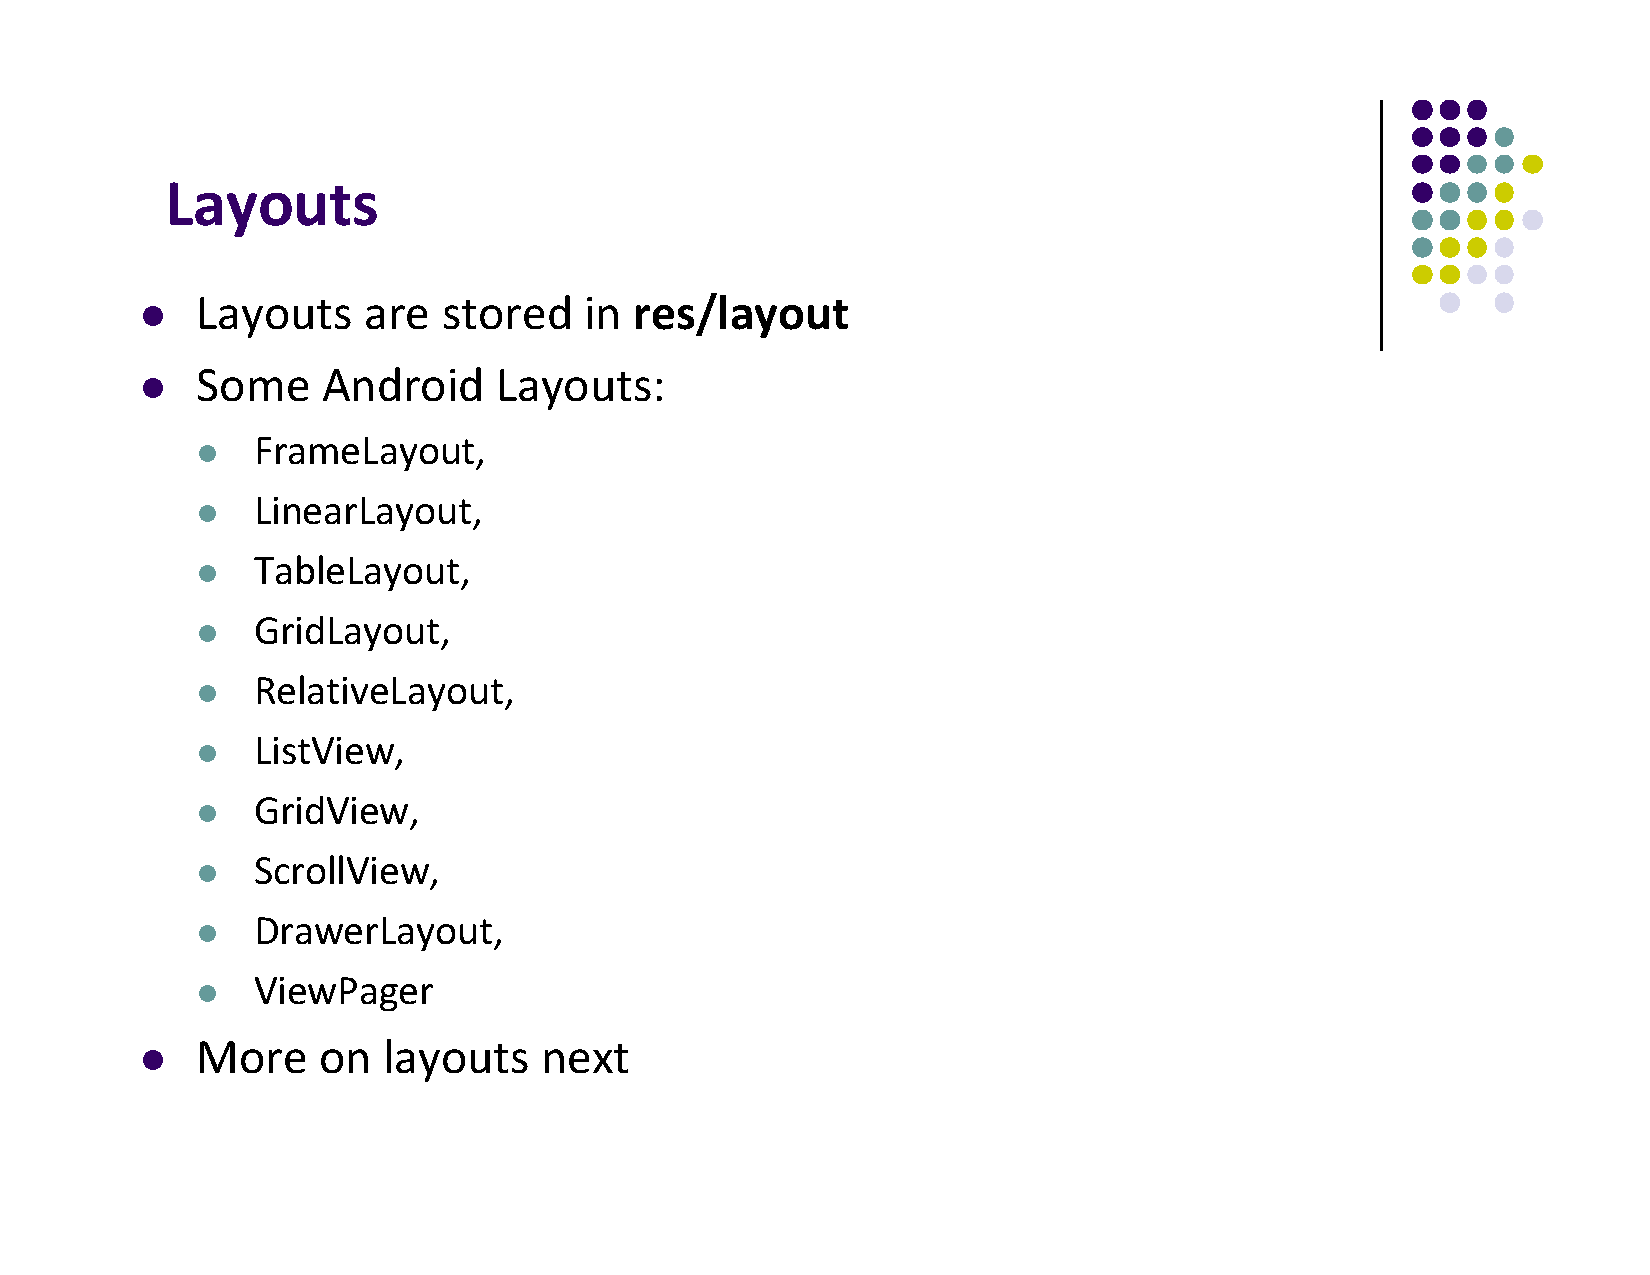 Layouts
Layouts are stored in res/layout
Some Android Layouts:
FrameLayout,
LinearLayout,
TableLayout,
GridLayout,
RelativeLayout,
ListView,
GridView,
ScrollView,
DrawerLayout,
ViewPager
More on layouts next